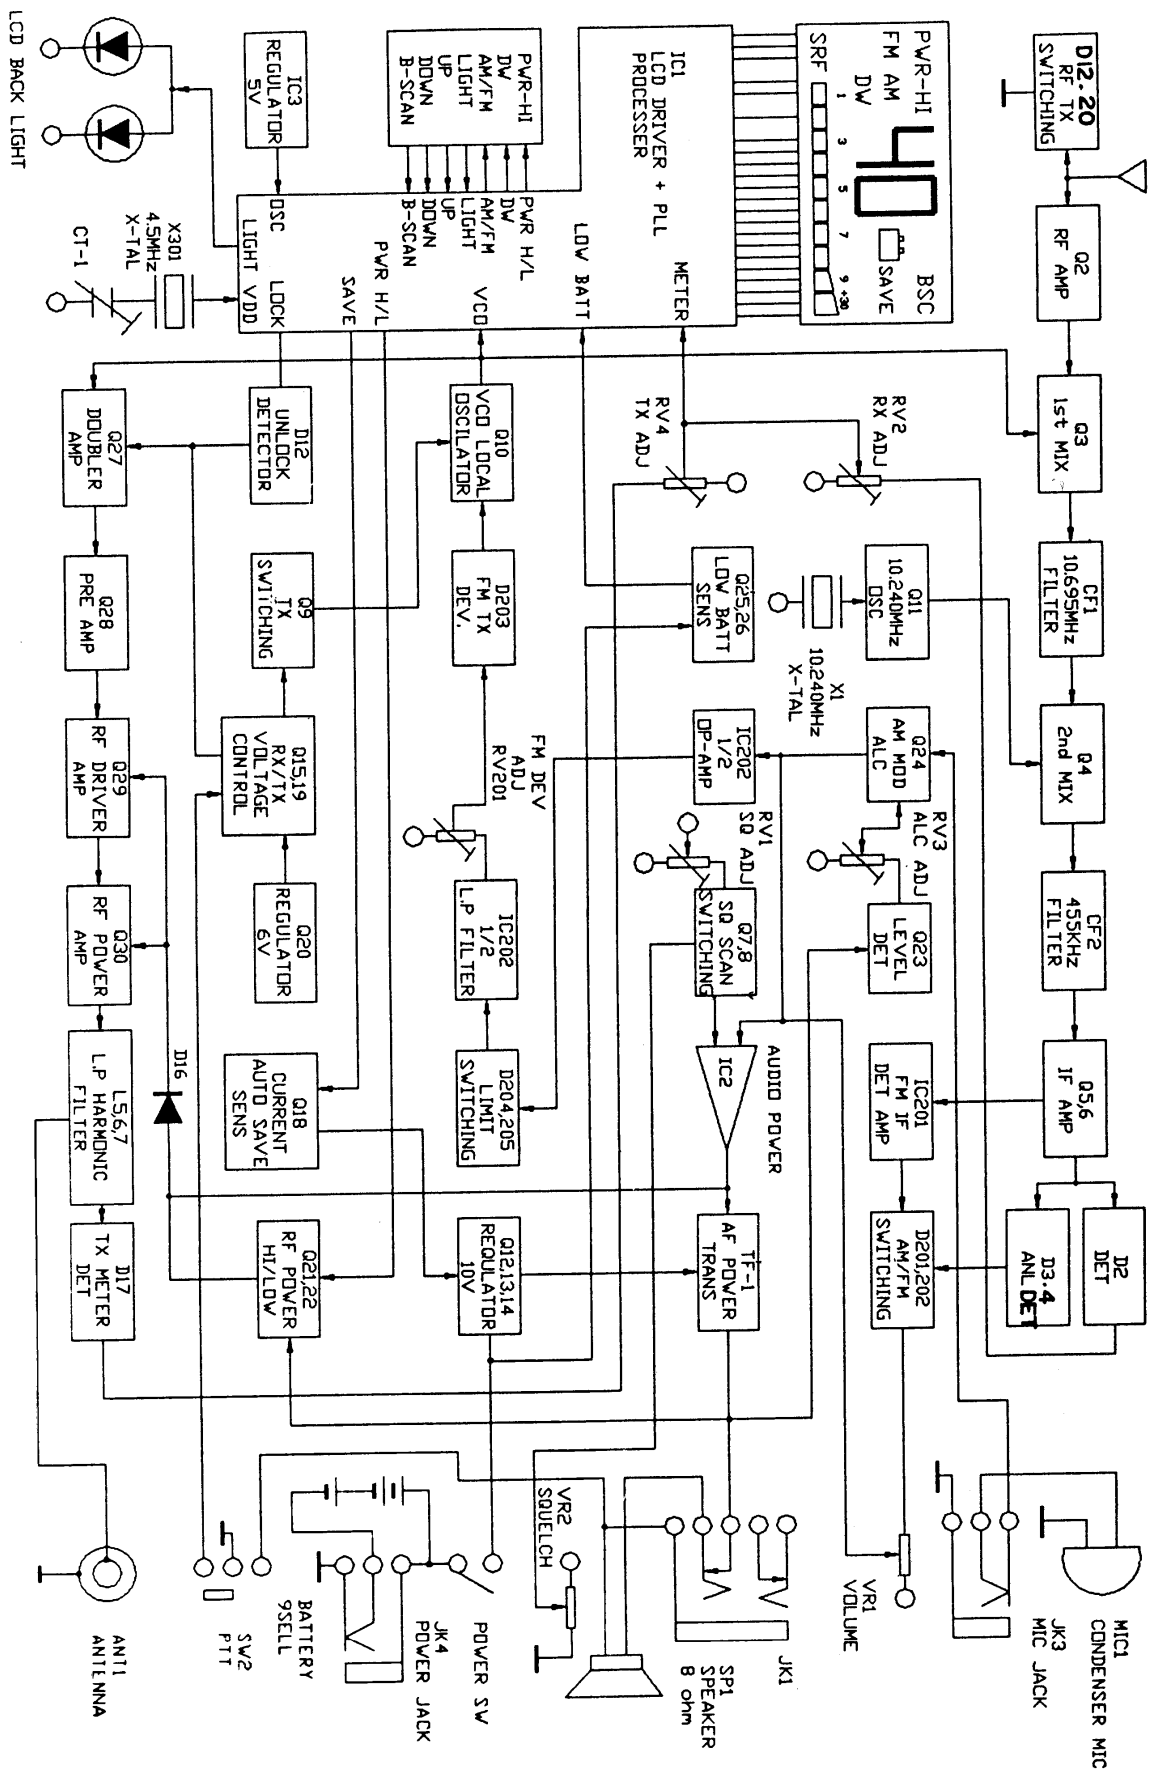 D12.20
RF TX
SWITCHING
Q2
RF AMP
Q3
1st MIX
CF1
10.695MHz
FILTER
Q4
2nd MIX
CF2
455KHz
FILTER
Q5,6
IF AMP
D2
DET
D3.4
ANL DET
PWR-HI
BSC
FM AM
DW
SAVE
SRF
1
3
5
7
9
+30
RV2
RX ADJ
Q11
10.240MHz
OSC
X1
10.240MHz
X-TAL
Q24
AM MOD
ALC
RV3
ALC ADJ
Q23
LEVEL
DET
IC201
FM IF
DET AMP
D201,202
AM/FM
SWITCHING
MIC1
CONDENSER MIC
JK3
MIC JACK
VR1
VOLUME
IC1
LCD DRIVER + PLL
PROCESSER
METER
LOW BATT
VCO
PWR H/L
SAVE
LOCK
OSC
LIGHT VDD
PWR H/L
DW
AM/FM
LIGHT
UP
DOWN
B-SCAN
PWR-HI
DW
AM/FM
LIGHT
UP
DOWN
B-SCAN
RV4
TX ADJ
Q25,26
LOW BATT
SENS
IC202
1/2
OP-AMP
RV1
SQ ADJ
Q7,8
SQ SCAN
SWITCHING
AUDIO POWER
IC2
TF-1
AF POWER
TRANS
JK1
SP1
SPEAKER
8 ohm
Q10
VCO LOCAL
OSCILATOR
D203
FM TX
DEV.
FM DEV
ADJ
RV201
IC202
1/2
L.P FILTER
D204,205
LIMIT
SWITCHING
Q12,13,14
REQULATOR
10V
VR2
SQUELCH
POWER SW
JK4
POWER JACK
IC3
REGULATOR
5V
D12
UNLOCK
DETECTOR
Q9
TX
SWITCHING
Q15,19
RX/TX
VOLTAGE
CONTROL
Q20
REGULATOR
6V
Q18
CURRENT
AUTO SAVE
SENS
Q21,22
RF POWER
HI/LOW
BATTERY
9SELL
SW2
PTT
X301
4.5MHz
X-TAL
CT-1
LCD BACK LIGHT
Q27
DOUBLER
AMP
Q28
PRE AMP
Q29
RF DRIVER
AMP
Q30
RF POWER
AMP
D16
L5,6,7
L.P HARMONIC
FILTER
D17
TX METER
DET
ANT1
ANTENNA